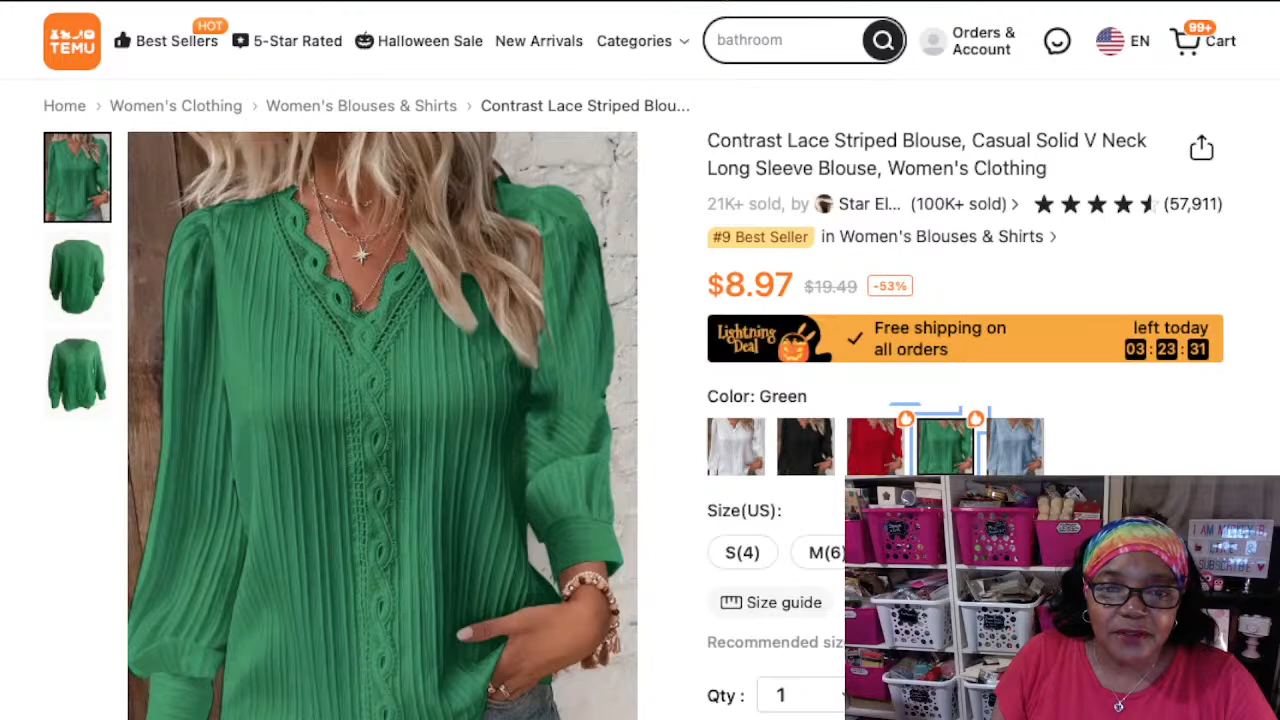 TEMU
Best Sellers
HOT
5-Star Rated
Halloween Sale
New Arrivals
Categories
bathroom
Orders &
Account
EN
99+
Cart
Home › Women's Clothing › Women's Blouses & Shirts › Contrast Lace Striped Blou...
Contrast Lace Striped Blouse, Casual Solid V Neck
Long Sleeve Blouse, Women's Clothing
21K+ sold, by Star El... (100K+ sold) › (57,911)
#9 Best Seller in Women's Blouses & Shirts ›
$8.97 $19.49 -53%
Lightning
Deal
Free shipping on
all orders
left today
03 : 23 : 31
Color: Green
Size(US):
S(4)
M(6)
Size guide
Recommended siz
Qty : 1
I AM MICKEY B
LIKE &
SUBSCRIBE